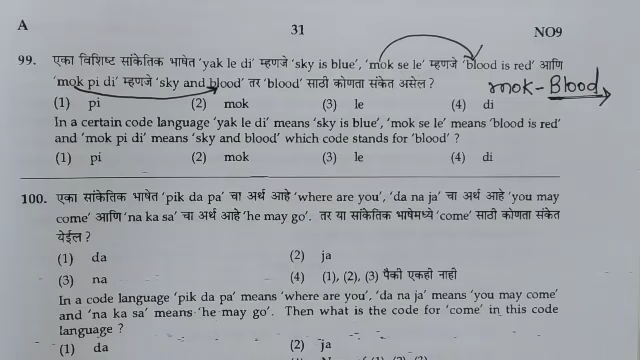 A 31 NO9
99. एका विशिष्ट सांकेतिक भाषेत 'yak le di' म्हणजे 'sky is blue', 'mok se le' म्हणजे 'blood is red' आणि
'mok pi di' म्हणजे 'sky and blood' तर 'blood' साठी कोणता संकेत असेल ?
mok - Blood
(1) pi (2) mok (3) le (4) di
In a certain code language 'yak le di' means 'sky is blue', 'mok se le' means 'blood is red'
and 'mok pi di' means 'sky and blood' which code stands for 'blood' ?
(1) pi (2) mok (3) le (4) di
100. एका सांकेतिक भाषेत 'pik da pa' चा अर्थ आहे 'where are you', 'da na ja' चा अर्थ आहे 'you may
come' आणि 'na ka sa' चा अर्थ आहे 'he may go'. तर या सांकेतिक भाषेमध्ये 'come' साठी कोणता संकेत
येईल ?
(1) da (2) ja
(3) na (4) (1), (2), (3) पैकी एकही नाही
In a code language 'pik da pa' means 'where are you', 'da na ja' means 'you may come'
and 'na ka sa' means 'he may go'. Then what is the code for 'come' in this code
language ?
(1) da (2) ja